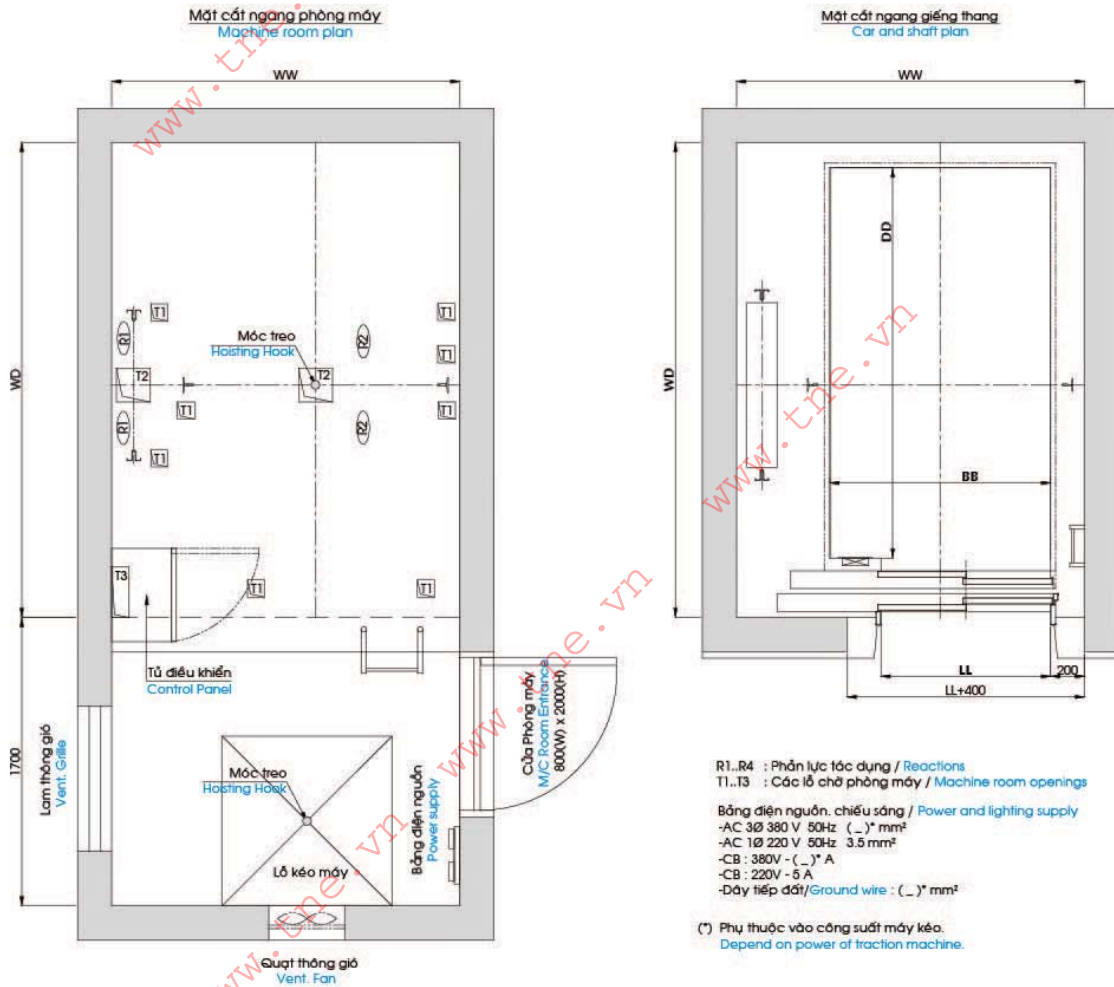 Mặt cắt ngang phòng máy
Machine room plan
WW
WD
1700
R1
T1
T2
T1
R1
T1
Móc treo
Hoisting Hook
T2
R2
R2
T1
T1
T1
T3
T1
T1
Tủ điều khiển
Control Panel
Lam thông gió
Vent. Grille
Móc treo
Hoisting Hook
Lỗ kéo máy
Bảng điện nguồn
Power supply
Cửa Phòng máy
M/C Room Entrance
800(W) x 2000(H)
Quạt thông gió
Vent. Fan
Mặt cắt ngang giếng thang
Car and shaft plan
WW
WD
DD
BB
LL
200
LL+400
R1..R4 : Phản lực tác dụng / Reactions
T1..T3 : Các lỗ chờ phòng máy / Machine room openings
Bảng điện nguồn. chiếu sáng / Power and lighting supply
-AC 3Ø 380 V 50Hz ( _ )* mm²
-AC 1Ø 220 V 50Hz 3.5 mm²
-CB : 380V - ( _ )* A
-CB : 220V - 5 A
-Dây tiếp đất/Ground wire : ( _ )* mm²
(*) Phụ thuộc vào công suất máy kéo.
Depend on power of traction machine.
www.tne.vn
www.tne.vn
www.tne.vn
www.tne.vn